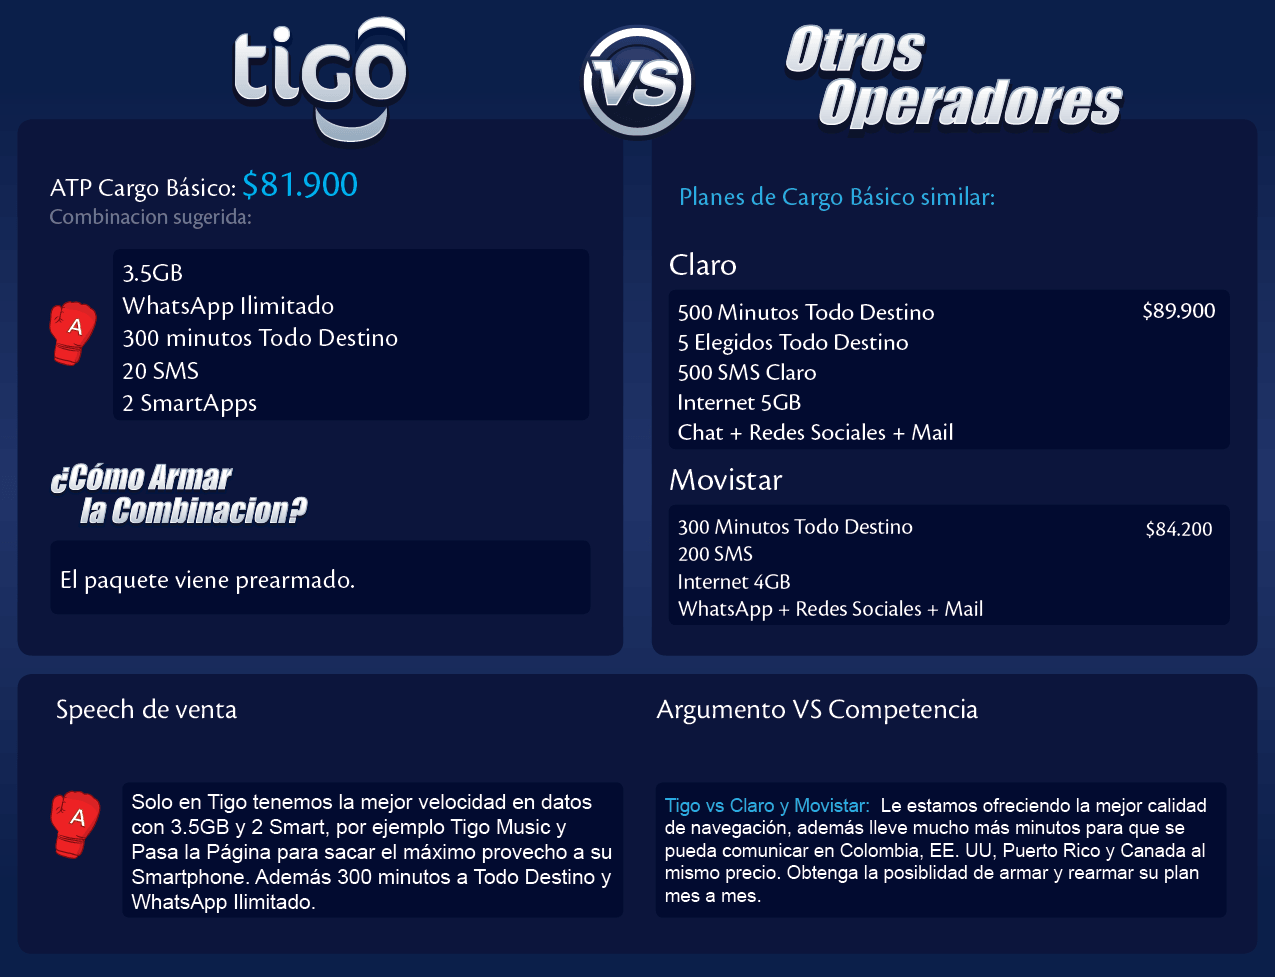 tigo
VS
Otros
Operadores
ATP Cargo Básico: $81.900
Combinacion sugerida:
A
3.5GB
WhatsApp Ilimitado
300 minutos Todo Destino
20 SMS
2 SmartApps
¿Cómo Armar
la Combinacion?
El paquete viene prearmado.
Planes de Cargo Básico similar:
Claro
500 Minutos Todo Destino $89.900
5 Elegidos Todo Destino
500 SMS Claro
Internet 5GB
Chat + Redes Sociales + Mail
Movistar
300 Minutos Todo Destino $84.200
200 SMS
Internet 4GB
WhatsApp + Redes Sociales + Mail
Speech de venta
A
Solo en Tigo tenemos la mejor velocidad en datos
con 3.5GB y 2 Smart, por ejemplo Tigo Music y
Pasa la Página para sacar el máximo provecho a su
Smartphone. Además 300 minutos a Todo Destino y
WhatsApp Ilimitado.
Argumento VS Competencia
Tigo vs Claro y Movistar: Le estamos ofreciendo la mejor calidad
de navegación, además lleve mucho más minutos para que se
pueda comunicar en Colombia, EE. UU, Puerto Rico y Canada al
mismo precio. Obtenga la posiblidad de armar y rearmar su plan
mes a mes.